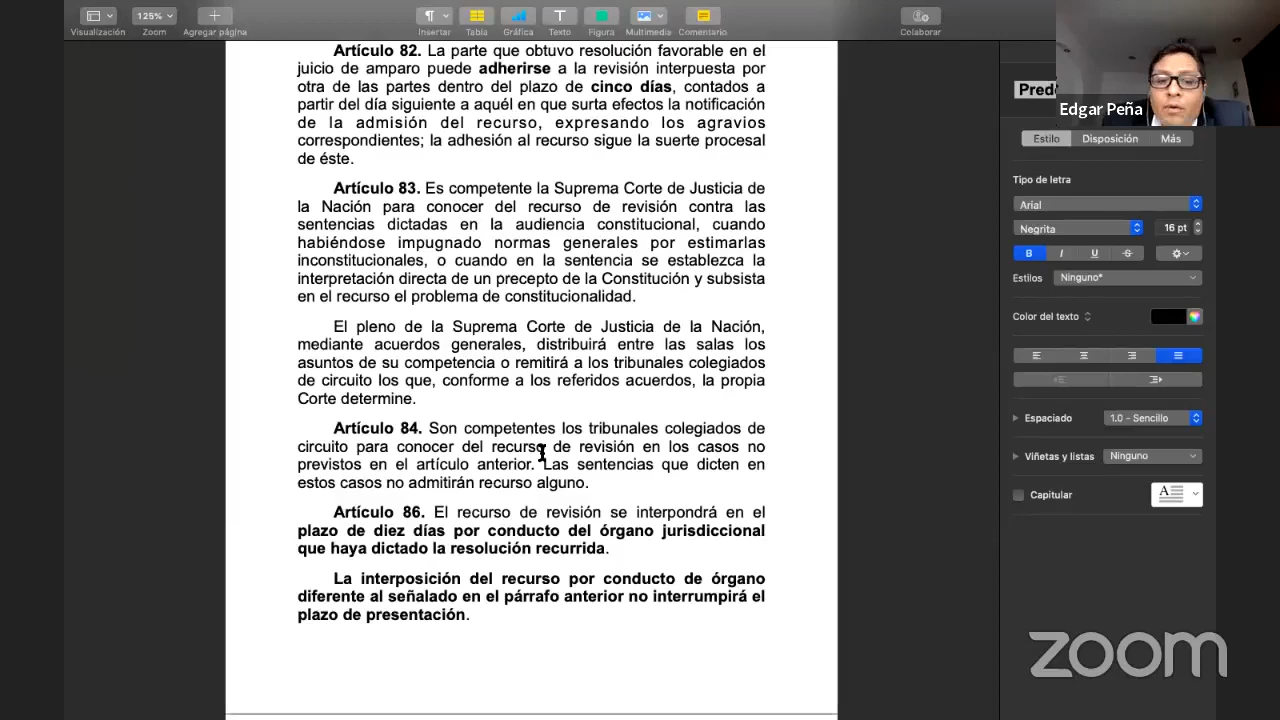 125%
Visualización
Zoom
Agregar página
Insertar
Tabla
Gráfica
Texto
Figura
Multimedia
Comentario
Colaborar
Artículo 82. La parte que obtuvo resolución favorable en el
juicio de amparo puede adherirse a la revisión interpuesta por
otra de las partes dentro del plazo de cinco días, contados a
partir del día siguiente a aquél en que surta efectos la notificación
de la admisión del recurso, expresando los agravios
correspondientes; la adhesión al recurso sigue la suerte procesal
de éste.
Artículo 83. Es competente la Suprema Corte de Justicia de
la Nación para conocer del recurso de revisión contra las
sentencias dictadas en la audiencia constitucional, cuando
habiéndose impugnado normas generales por estimarlas
inconstitucionales, o cuando en la sentencia se establezca la
interpretación directa de un precepto de la Constitución y subsista
en el recurso el problema de constitucionalidad.
El pleno de la Suprema Corte de Justicia de la Nación,
mediante acuerdos generales, distribuirá entre las salas los
asuntos de su competencia o remitirá a los tribunales colegiados
de circuito los que, conforme a los referidos acuerdos, la propia
Corte determine.
Artículo 84. Son competentes los tribunales colegiados de
circuito para conocer del recurso de revisión en los casos no
previstos en el artículo anterior. Las sentencias que dicten en
estos casos no admitirán recurso alguno.
Artículo 86. El recurso de revisión se interpondrá en el
plazo de diez días por conducto del órgano jurisdiccional
que haya dictado la resolución recurrida.
La interposición del recurso por conducto de órgano
diferente al señalado en el párrafo anterior no interrumpirá el
plazo de presentación.
Edgar Peña
Estilo Disposición Más
Tipo de letra
Arial
Negrita 16 pt
B I U S
Estilos Ninguno*
Color del texto
Espaciado 1.0 - Sencillo
Viñetas y listas Ninguno
Capitular A
zoom